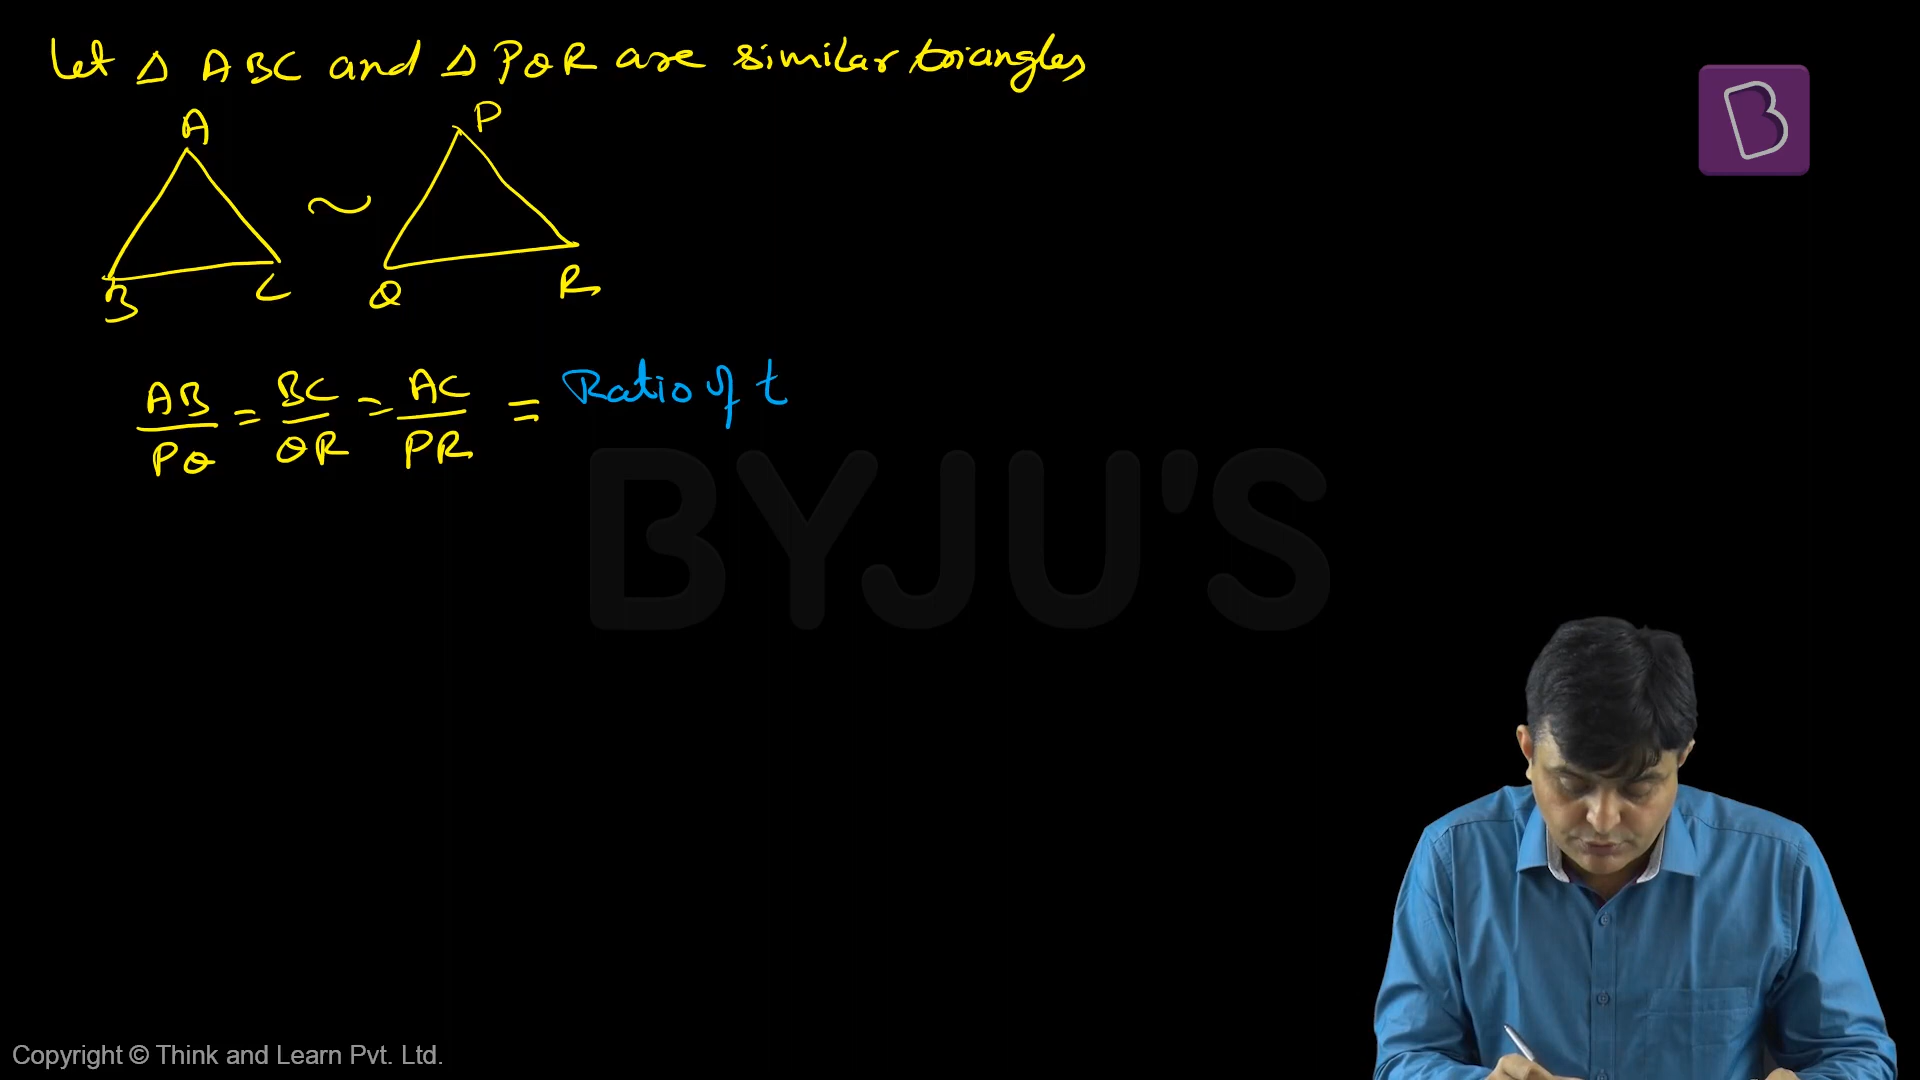 Let Δ ABC and Δ PQR are similar triangles
A
P
B
C
~
Q
R
AB/PQ = BC/QR = AC/PR = Ratio of t
BYJU'S
B
Copyright © Think and Learn Pvt. Ltd.